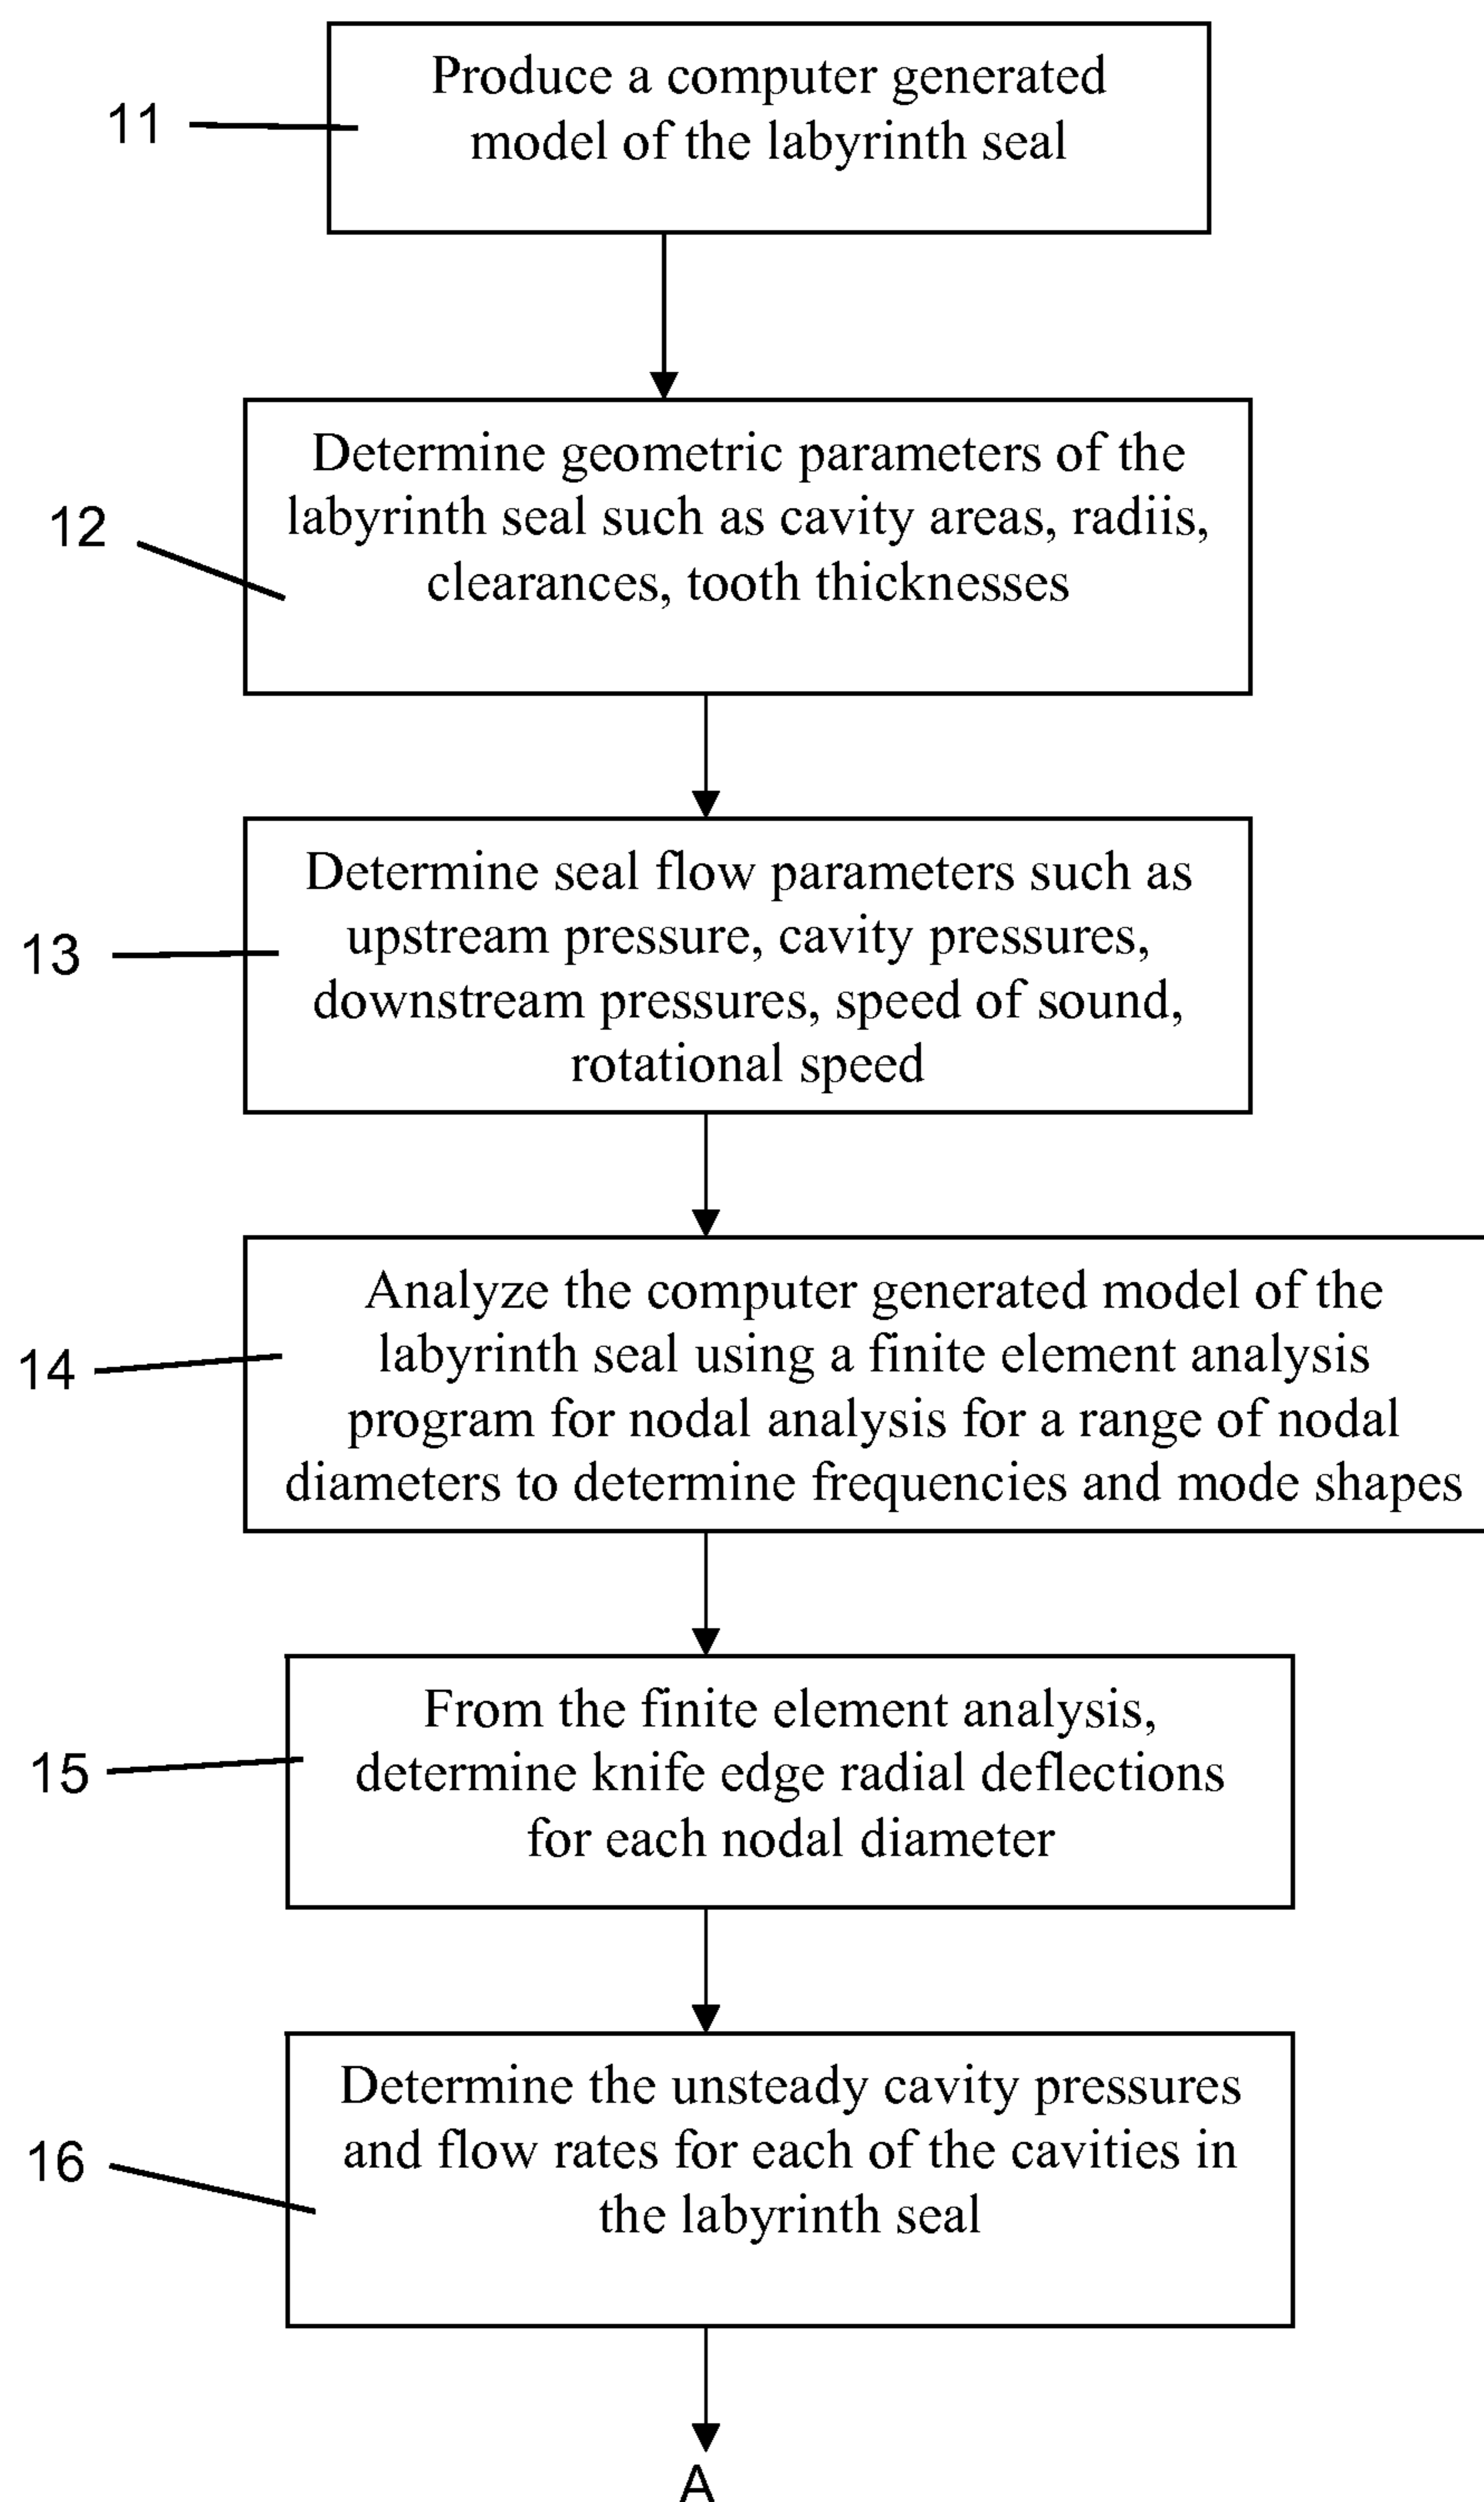 Produce a computer generated
model of the labyrinth seal
11
Determine geometric parameters of the
labyrinth seal such as cavity areas, radiis,
clearances, tooth thicknesses
12
Determine seal flow parameters such as
upstream pressure, cavity pressures,
downstream pressures, speed of sound,
rotational speed
13
Analyze the computer generated model of the
labyrinth seal using a finite element analysis
program for nodal analysis for a range of nodal
diameters to determine frequencies and mode shapes
14
From the finite element analysis,
determine knife edge radial deflections
for each nodal diameter
15
Determine the unsteady cavity pressures
and flow rates for each of the cavities in
the labyrinth seal
16
A